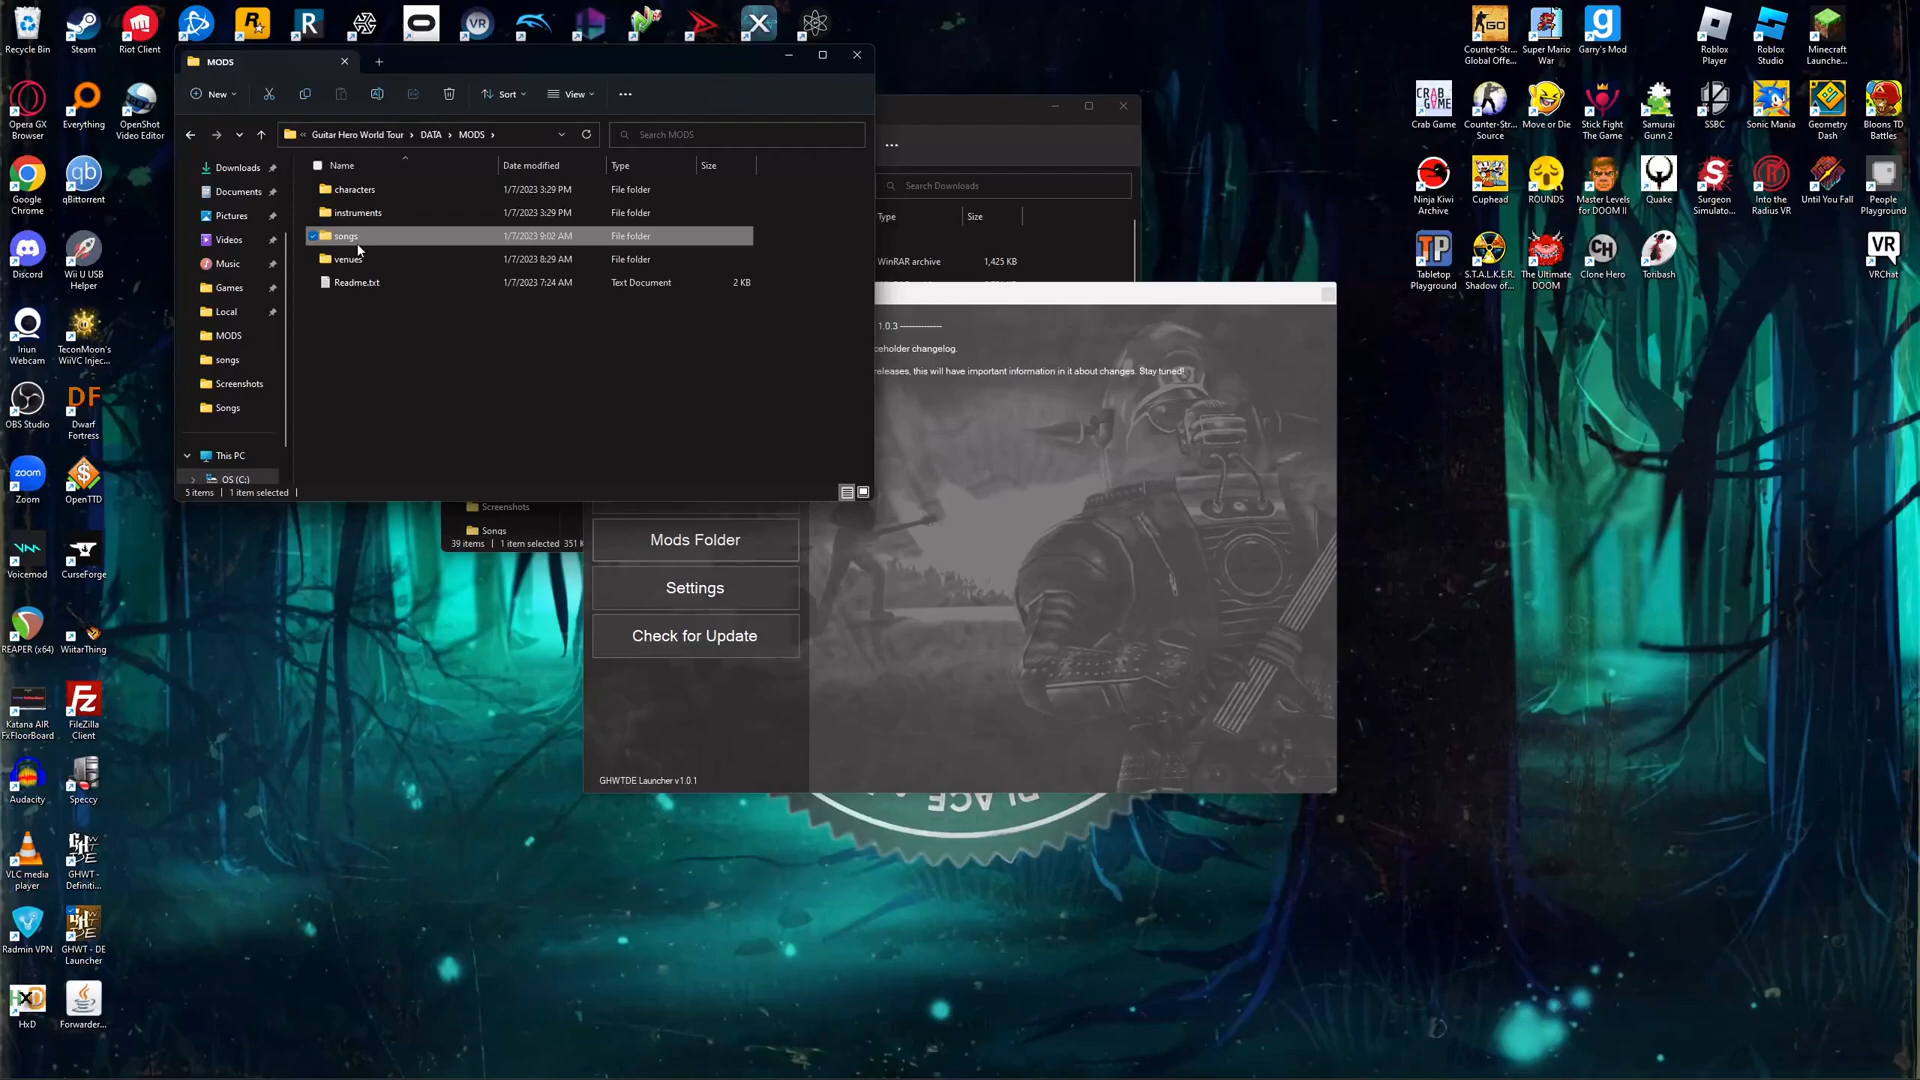 Recycle Bin
Steam
Riot Client
MODS
New
Sort
View
Guitar Hero World Tour > DATA > MODS >
Search MODS
Name
Date modified
Type
Size
characters
1/7/2023 3:29 PM
File folder
instruments
1/7/2023 3:29 PM
File folder
songs
1/7/2023 9:02 AM
File folder
venues
1/7/2023 8:29 AM
File folder
Readme.txt
1/7/2023 7:24 AM
Text Document
2 KB
Downloads
Documents
Pictures
Videos
Music
Games
Local
MODS
songs
Screenshots
Songs
This PC
OS (C:)
5 items
1 item selected
Search Downloads
Type
Size
WinRAR archive
1,425 KB
Screenshots
Songs
39 items
1 item selected 351 K
1.0.3 --------------
ceholder changelog.
releases, this will have important information in it about changes. Stay tuned!
Mods Folder
Settings
Check for Update
GHWTDE Launcher v1.0.1
Opera GX
Browser
Everything
OpenShot
Video Editor
Google
Chrome
qBittorrent
Discord
Wii U USB
Helper
Iriun
Webcam
TeconMoon's
WiiVC Injec...
OBS Studio
DF
Dwarf
Fortress
zoom
Zoom
OpenTTD
Voicemod
CurseForge
REAPER (x64)
WiitarThing
Katana AIR
FxFloorBoard
FileZilla
Client
Audacity
Speccy
VLC media
player
GHWT -
Definiti...
Radmin VPN
GHWT - DE
Launcher
HxD
Forwarder...
Counter-Str...
Global Offe...
Super Mario
War
Garry's Mod
Roblox
Player
Roblox
Studio
Minecraft
Launche...
CRAB
GAME
Crab Game
Counter-Str...
Source
Move or Die
Stick Fight
The Game
Samurai
Gunn 2
SSBC
Sonic Mania
Geometry
Dash
Bloons TD
Battles
Ninja Kiwi
Archive
Cuphead
ROUNDS
Master Levels
for DOOM II
Quake
Surgeon
Simulato...
Into the
Radius VR
Until You Fall
People
Playground
TP
Tabletop
Playground
S.T.A.L.K.E.R.
Shadow of...
The Ultimate
DOOM
CH
Clone Hero
Toribash
VR
VRChat